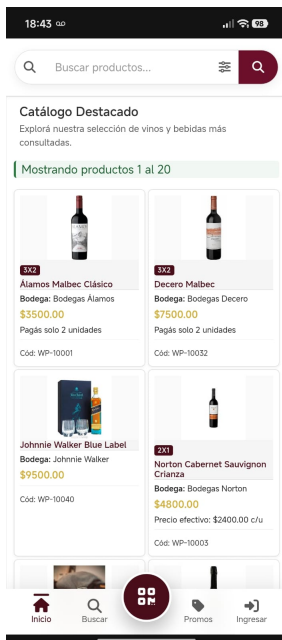 18:43
98
Buscar productos...
Catálogo Destacado
Explorá nuestra selección de vinos y bebidas más
consultadas.
Mostrando productos 1 al 20
3X2
Álamos Malbec Clásico
Bodega: Bodegas Álamos
$3500.00
Pagás solo 2 unidades
Cód: WP-10001
3X2
Decero Malbec
Bodega: Bodegas Decero
$7500.00
Pagás solo 2 unidades
Cód: WP-10032
Johnnie Walker Blue Label
Bodega: Johnnie Walker
$9500.00
Cód: WP-10040
2X1
Norton Cabernet Sauvignon
Crianza
Bodega: Bodegas Norton
$4800.00
Precio efectivo: $2400.00 c/u
Cód: WP-10003
Inicio
Buscar
Promos
Ingresar